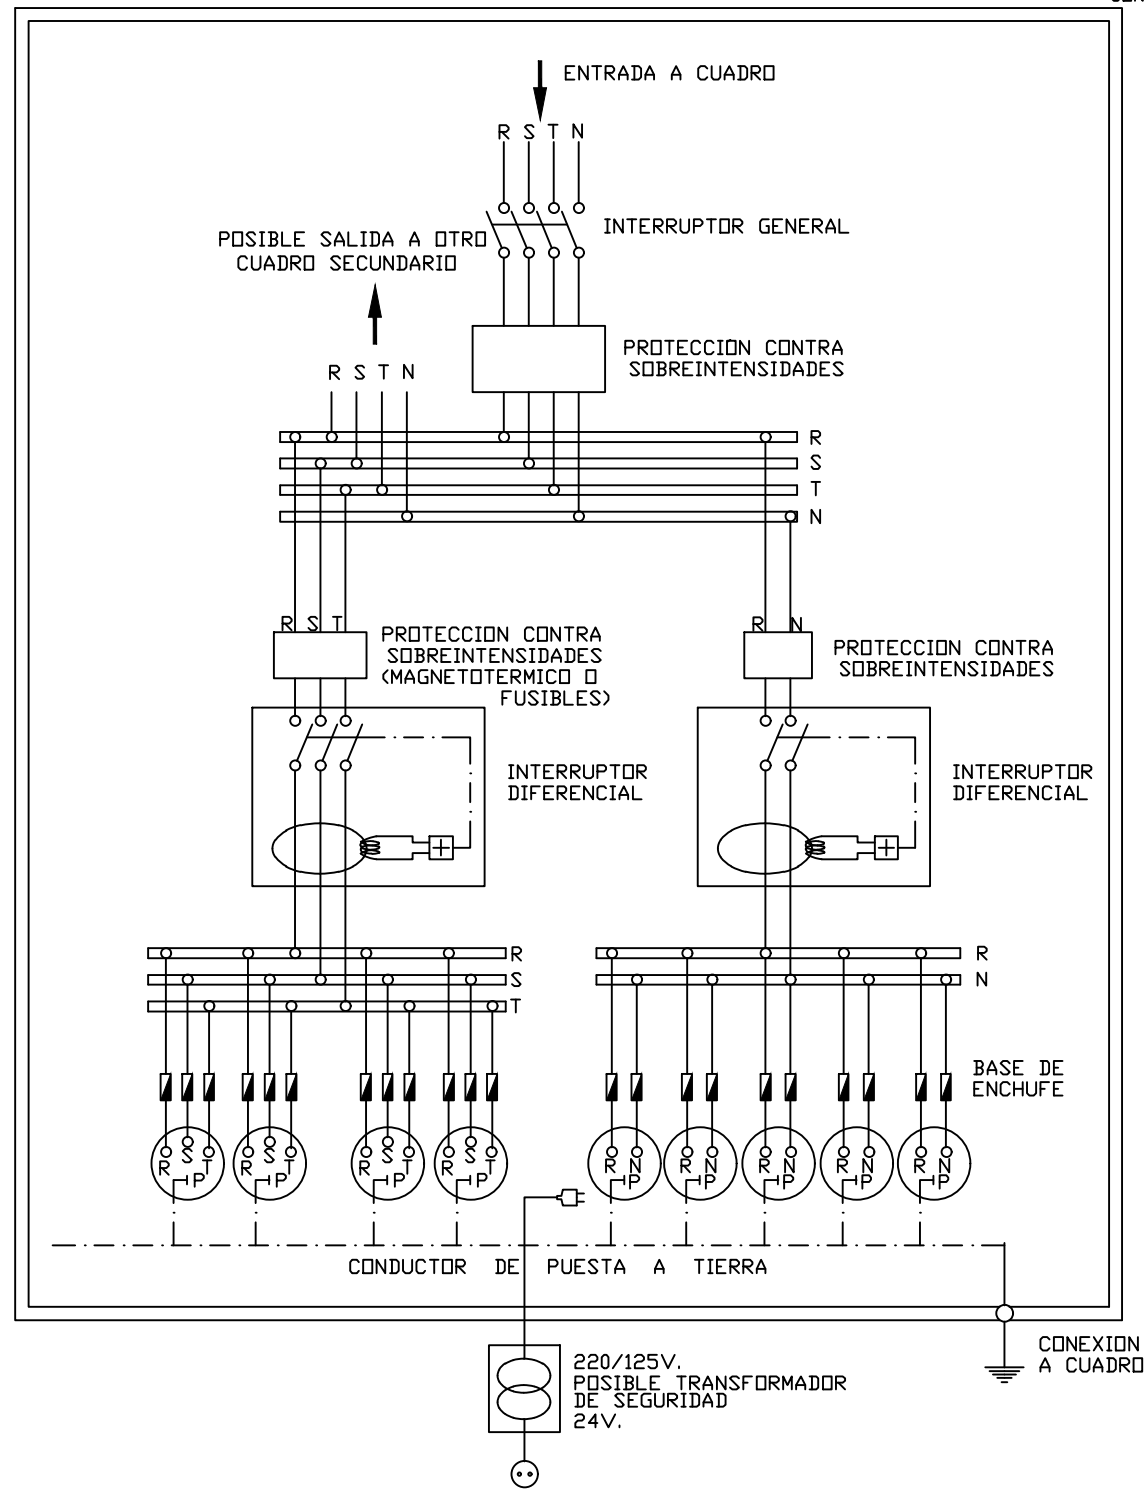 ENTRADA A CUADRO
R S T N
INTERRUPTOR GENERAL
POSIBLE SALIDA A OTRO
CUADRO SECUNDARIO
PROTECCION CONTRA
SOBREINTENSIDADES
R S T N
R
S
T
N
R S T
PROTECCION CONTRA
SOBREINTENSIDADES
(MAGNETOTERMICO O
FUSIBLES)
R N
PROTECCION CONTRA
SOBREINTENSIDADES
INTERRUPTOR
DIFERENCIAL
INTERRUPTOR
DIFERENCIAL
R
S
T
R
N
BASE DE
ENCHUFE
R S T P
R S T P
R S T P
R S T P
R N P
R N P
R N P
R N P
R N P
CONDUCTOR DE PUESTA A TIERRA
CONEXION
A CUADRO
220/125V.
POSIBLE TRANSFORMADOR
DE SEGURIDAD
24V.